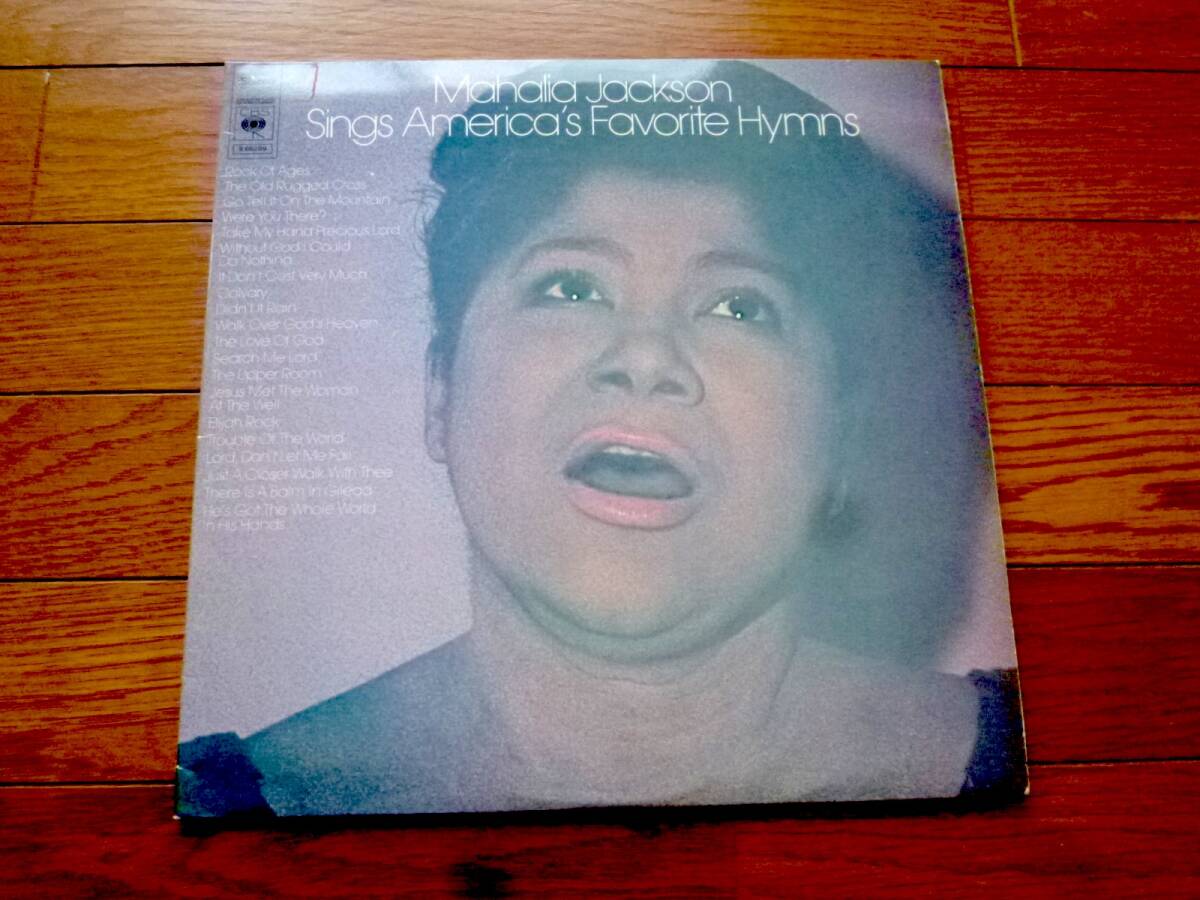 Mahalia Jackson
Sings America's Favorite Hymns
CBS
Rock Of Ages
The Old Rugged Cross
Go Tell It On The Mountain
Were You There?
Take My Hand Precious Lord
Without God I Could
Do Nothing
It Don't Cost Very Much
Calvary
Didn't It Rain
Walk Over God's Heaven
The Love Of God
Search Me Lord
The Upper Room
Jesus Met The Woman
At The Well
Elijah Rock
Trouble Of The World
Lord, Don't Let Me Fail
Just A Closer Walk With Thee
There Is A Balm In Gilead
He's Got The Whole World
In His Hands